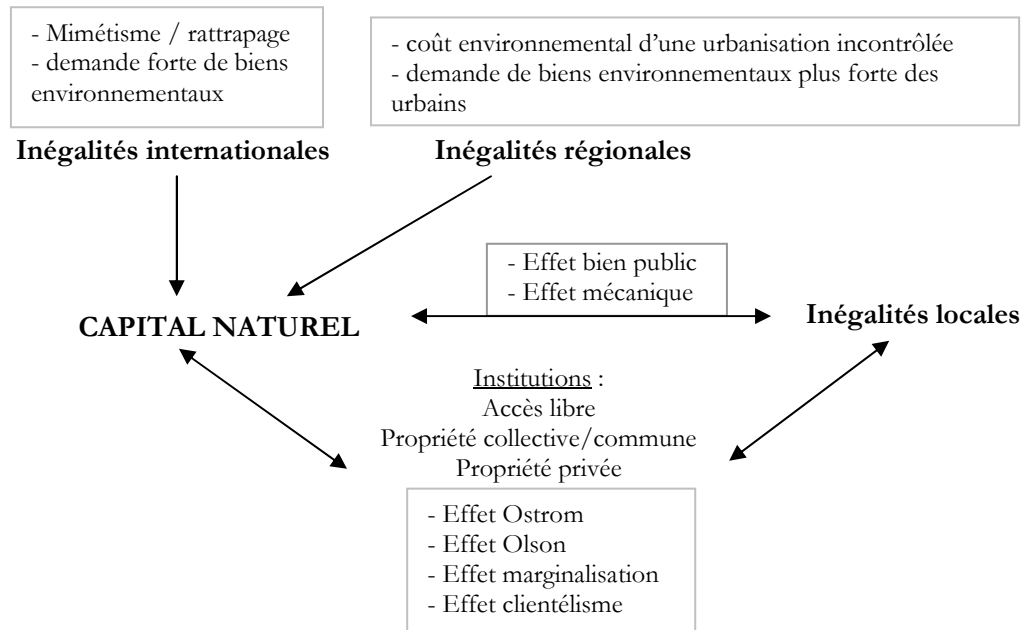 - Mimétisme / rattrapage
- demande forte de biens
environnementaux
- coût environnemental d’une urbanisation incontrôlée
- demande de biens environnementaux plus forte des
urbains
Inégalités internationales
Inégalités régionales
- Effet bien public
- Effet mécanique
CAPITAL NATUREL
Inégalités locales
Institutions :
Accès libre
Propriété collective/commune
Propriété privée
- Effet Ostrom
- Effet Olson
- Effet marginalisation
- Effet clientélisme